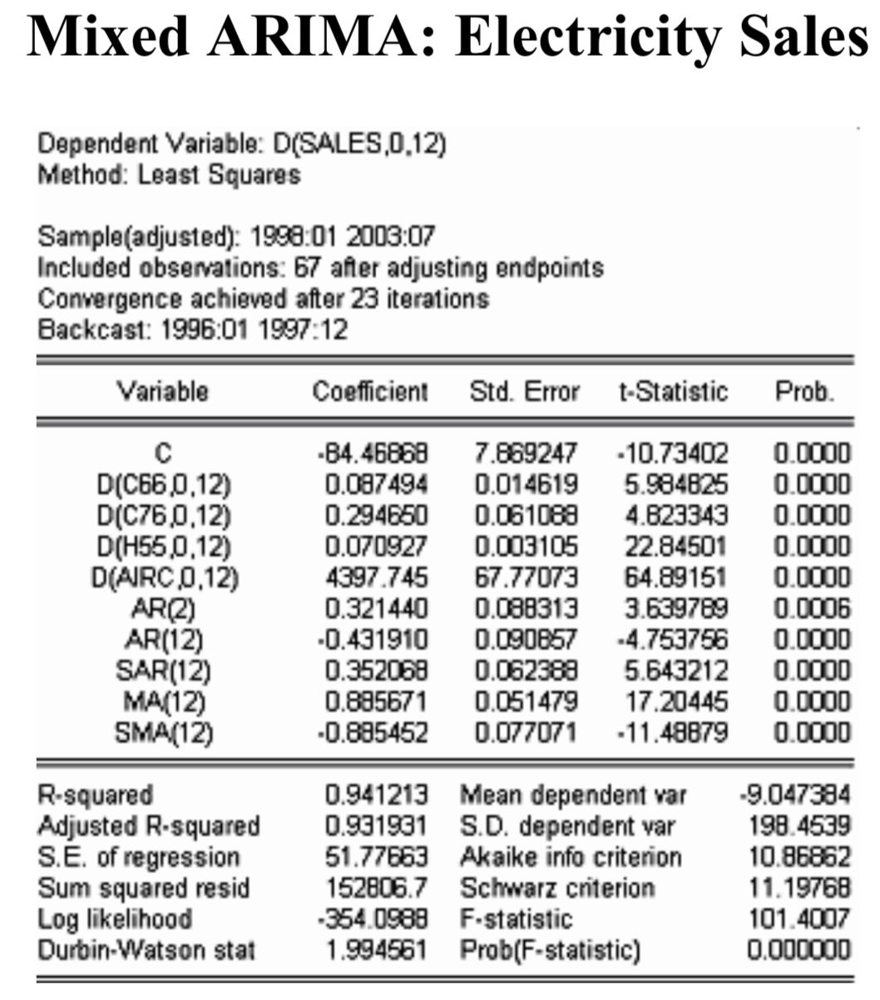 Mixed ARIMA: Electricity Sales
Dependent Variable: D(SALES,0,12)
Method: Least Squares
Sample(adjusted): 1998:01 2003:07
Included observations: 67 after adjusting endpoints
Convergence achieved after 23 iterations
Backcast: 1996:01 1997:12
Variable Coefficient Std. Error t-Statistic Prob.
C -84.46868 7.869247 -10.73402 0.0000
D(C66,0,12) 0.087494 0.014619 5.984825 0.0000
D(C76,0,12) 0.294650 0.061088 4.823343 0.0000
D(H55,0,12) 0.070927 0.003105 22.84501 0.0000
D(AIRC,0,12) 4397.745 67.77073 64.89151 0.0000
AR(2) 0.321440 0.088313 3.639789 0.0006
AR(12) -0.431910 0.090857 -4.753756 0.0000
SAR(12) 0.352068 0.062388 5.643212 0.0000
MA(12) 0.885671 0.051479 17.20445 0.0000
SMA(12) -0.885452 0.077071 -11.48879 0.0000
R-squared 0.941213 Mean dependent var -9.047384
Adjusted R-squared 0.931931 S.D. dependent var 198.4539
S.E. of regression 51.77663 Akaike info criterion 10.86862
Sum squared resid 152806.7 Schwarz criterion 11.19768
Log likelihood -354.0988 F-statistic 101.4007
Durbin-Watson stat 1.994561 Prob(F-statistic) 0.000000